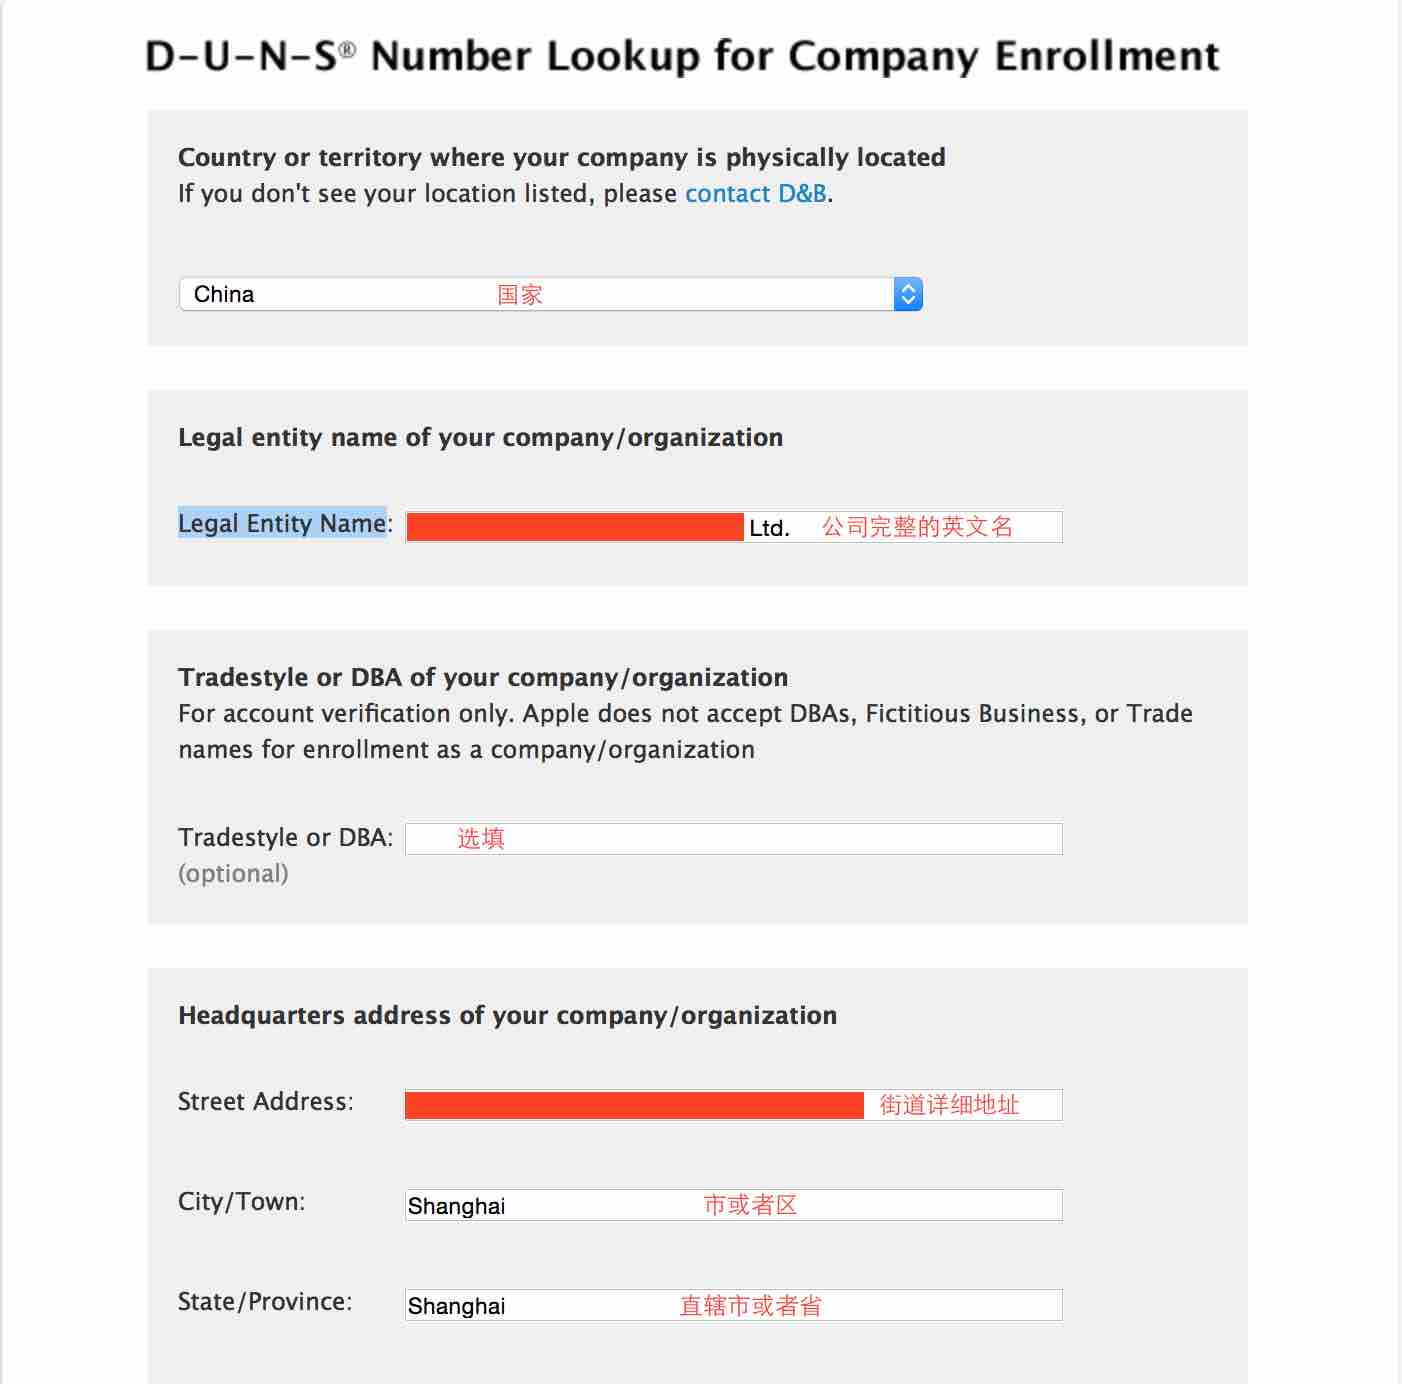 D-U-N-S® Number Lookup for Company Enrollment
Country or territory where your company is physically located
If you don't see your location listed, please contact D&B.
China 国家
Legal entity name of your company/organization
Legal Entity Name: Ltd. 公司完整的英文名
Tradestyle or DBA of your company/organization
For account verification only. Apple does not accept DBAs, Fictitious Business, or Trade
names for enrollment as a company/organization
Tradestyle or DBA: 选填
(optional)
Headquarters address of your company/organization
Street Address: 街道详细地址
City/Town: Shanghai 市或者区
State/Province: Shanghai 直辖市或者省